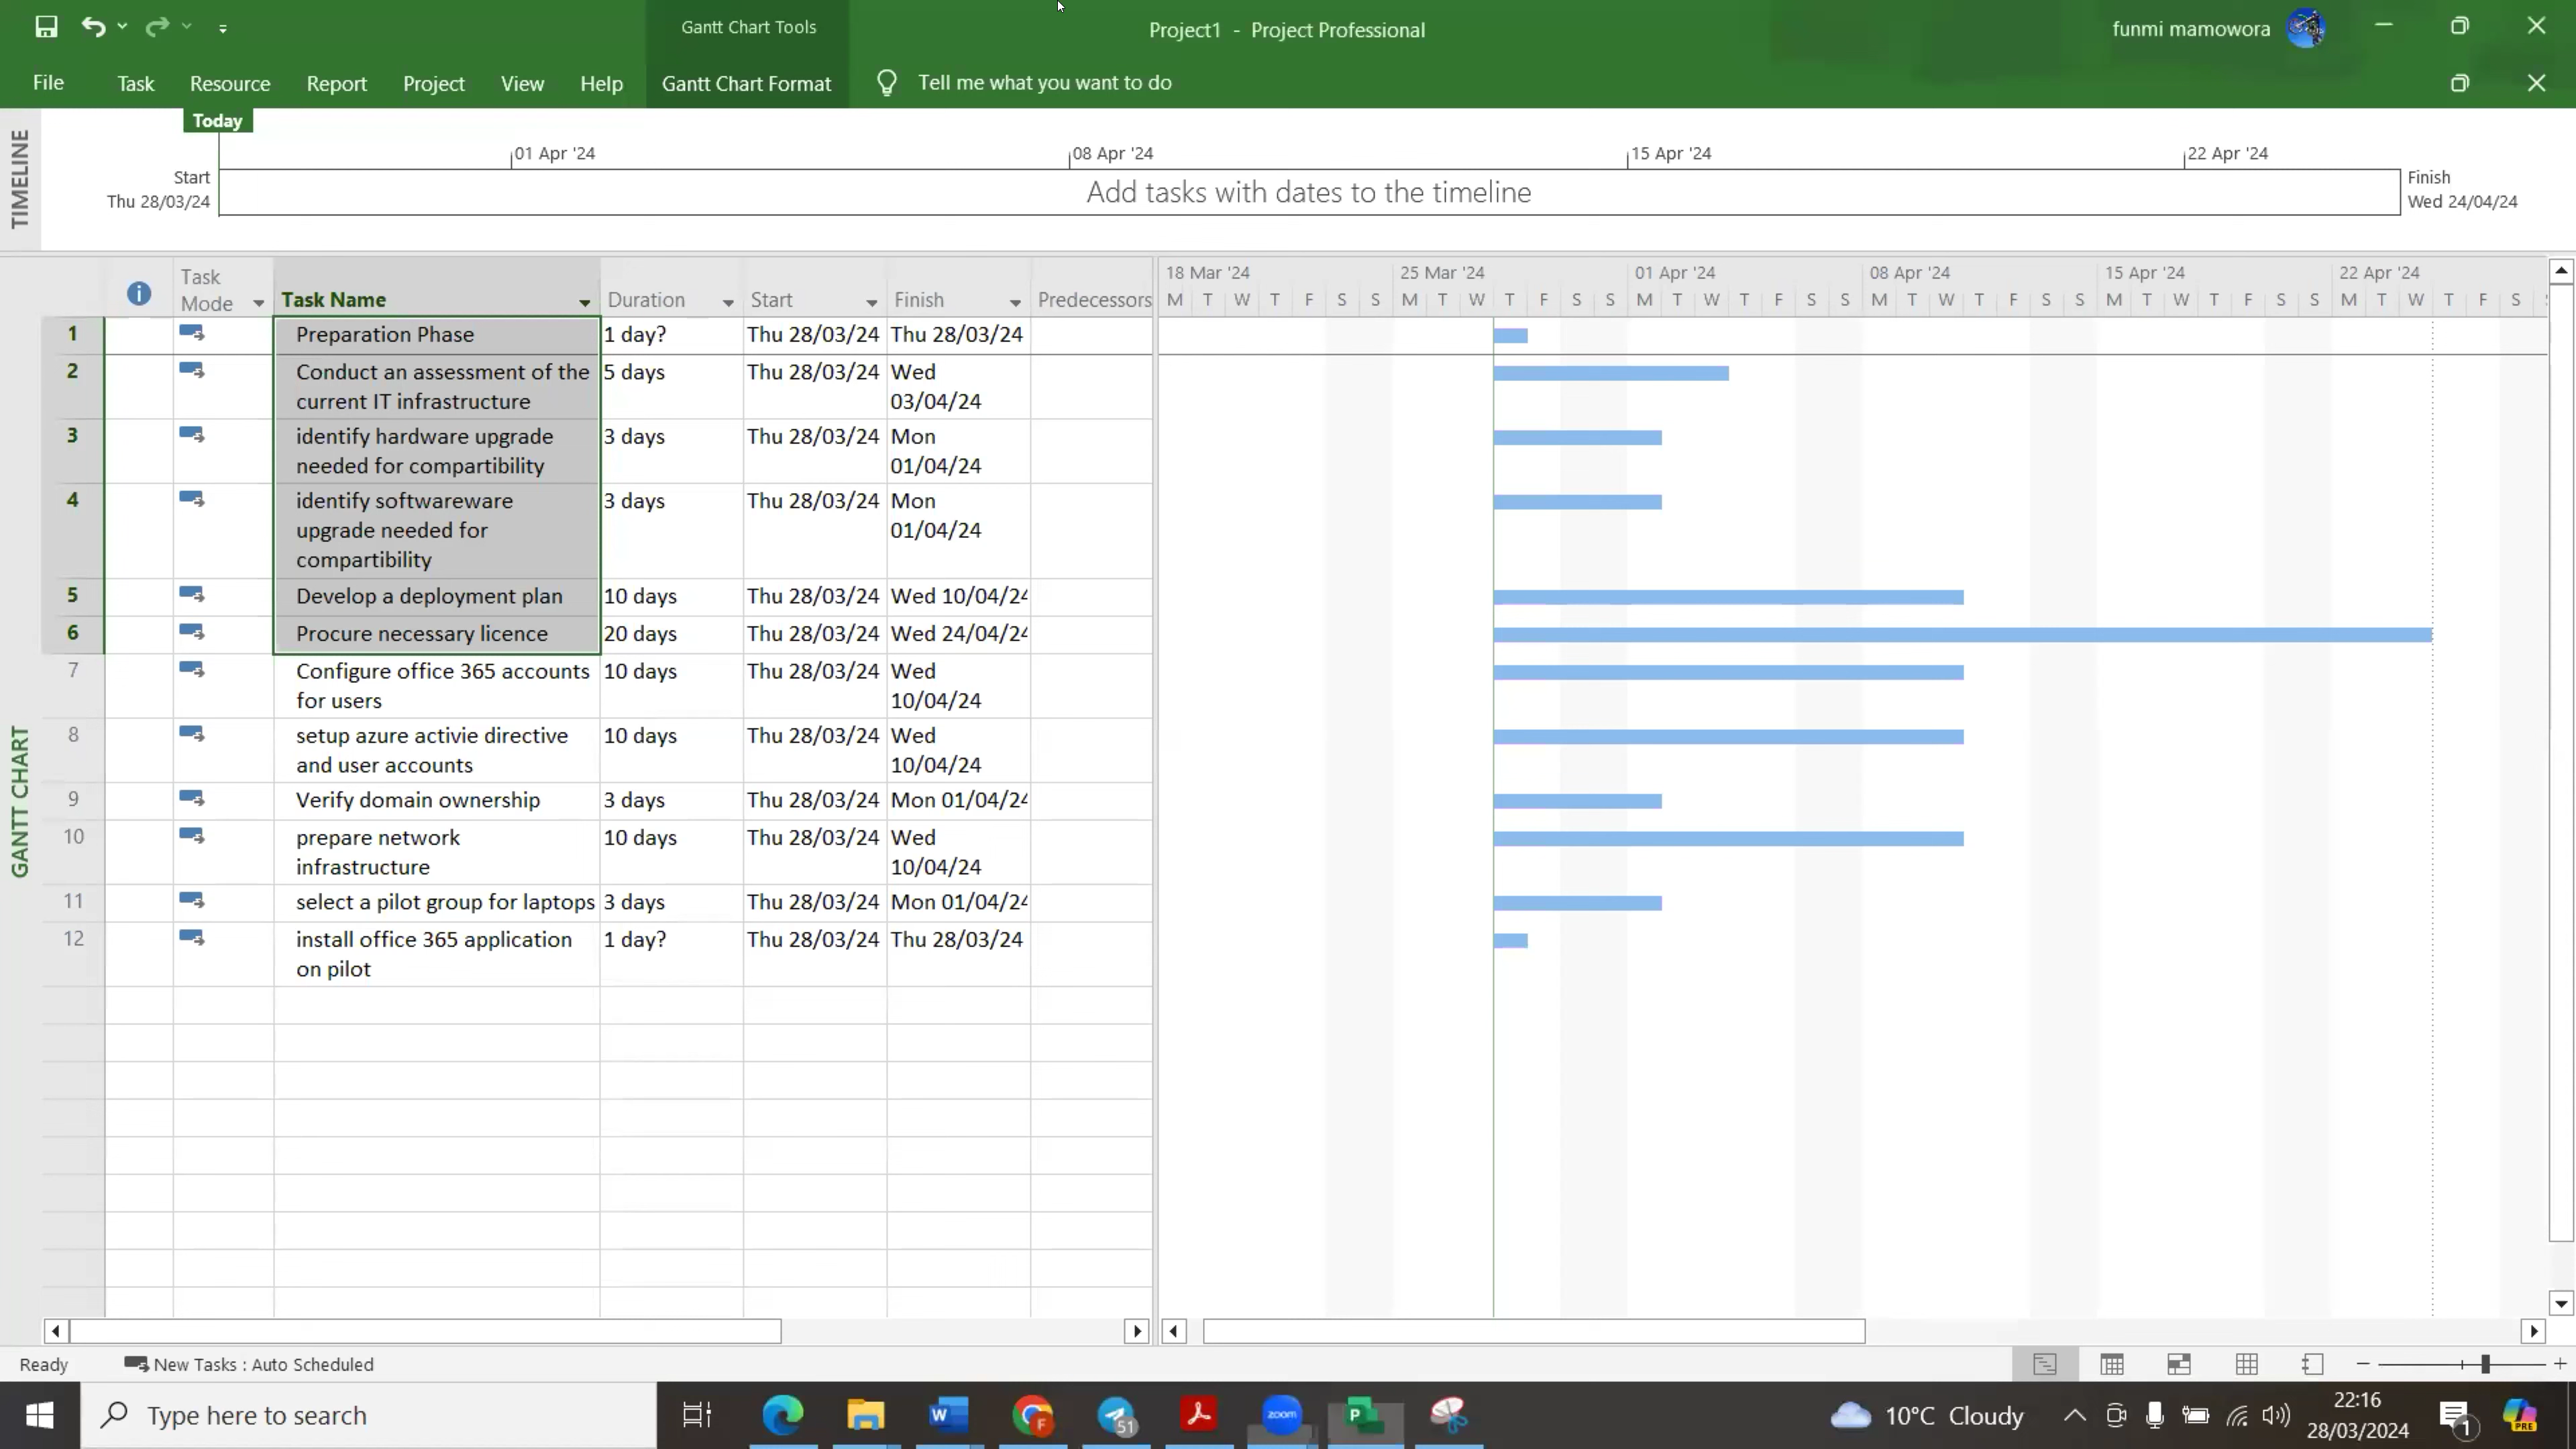 Gantt Chart Tools
Project1 - Project Professional
funmi mamowora
File Task Resource Report Project View Help Gantt Chart Format Tell me what you want to do
TIMELINE
Today
01 Apr '24 08 Apr '24 15 Apr '24 22 Apr '24
Start
Thu 28/03/24
Add tasks with dates to the timeline
Finish
Wed 24/04/24
GANTT CHART
Task
Mode
Task Name Duration Start Finish Predecessors
18 Mar '24 25 Mar '24 01 Apr '24 08 Apr '24 15 Apr '24 22 Apr '24
M T W T F S S M T W T F S S M T W T F S S M T W T F S S M T W T F S S M T W T F S
1 Preparation Phase 1 day? Thu 28/03/24 Thu 28/03/24
2 Conduct an assessment of the 5 days Thu 28/03/24 Wed
current IT infrastructure 03/04/24
3 identify hardware upgrade 3 days Thu 28/03/24 Mon
needed for compartibility 01/04/24
4 identify softwareware 3 days Thu 28/03/24 Mon
upgrade needed for 01/04/24
compartibility
5 Develop a deployment plan 10 days Thu 28/03/24 Wed 10/04/24
6 Procure necessary licence 20 days Thu 28/03/24 Wed 24/04/24
7 Configure office 365 accounts 10 days Thu 28/03/24 Wed
for users 10/04/24
8 setup azure activie directive 10 days Thu 28/03/24 Wed
and user accounts 10/04/24
9 Verify domain ownership 3 days Thu 28/03/24 Mon 01/04/24
10 prepare network 10 days Thu 28/03/24 Wed
infrastructure 10/04/24
11 select a pilot group for laptops 3 days Thu 28/03/24 Mon 01/04/24
12 install office 365 application 1 day? Thu 28/03/24 Thu 28/03/24
on pilot
Ready New Tasks : Auto Scheduled
Type here to search
W
F
51
zoom
P
10°C Cloudy
22:16
28/03/2024
1
PRE